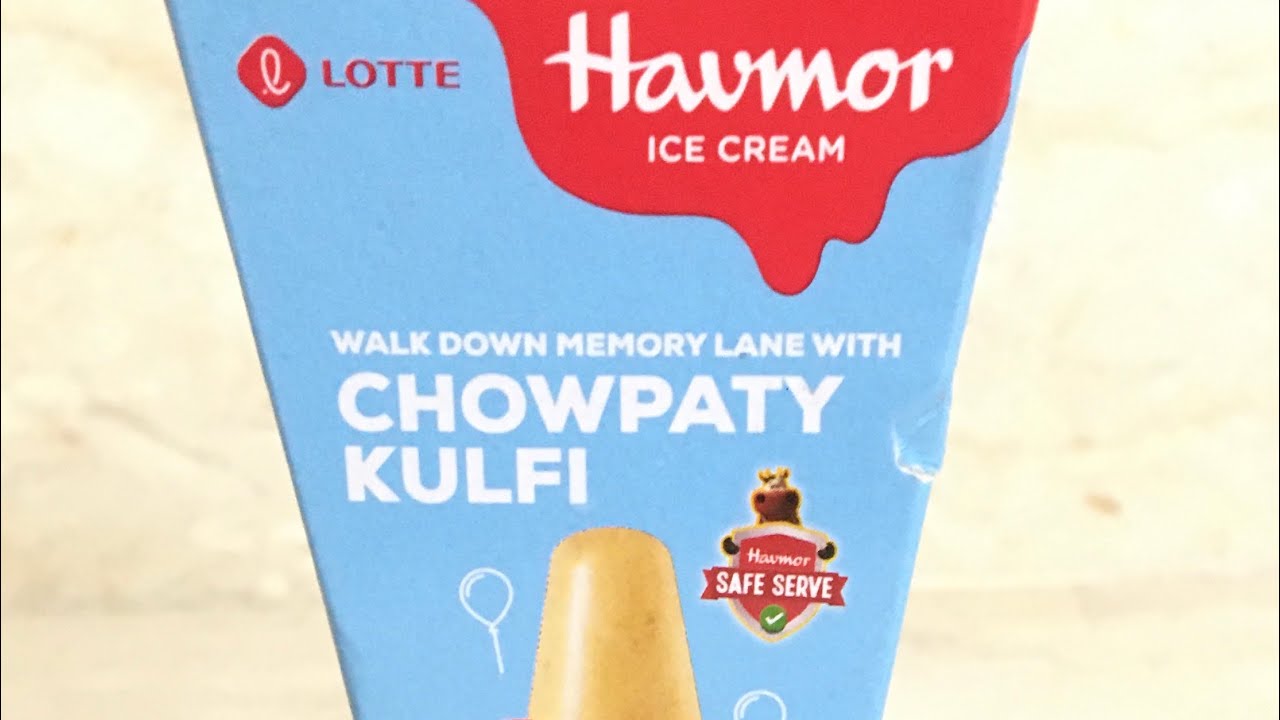 LOTTE
Havmor
ICE CREAM
WALK DOWN MEMORY LANE WITH
CHOWPATY
KULFI
Havmor
SAFE SERVE